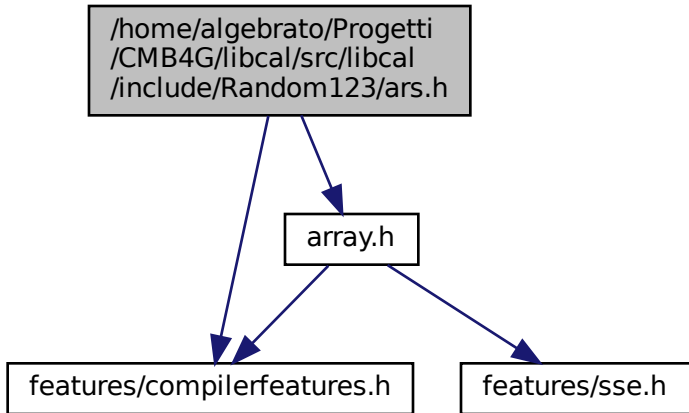 /home/algebrato/Progetti
/CMB4G/libcal/src/libcal
/include/Random123/ars.h
array.h
features/compilerfeatures.h
features/sse.h